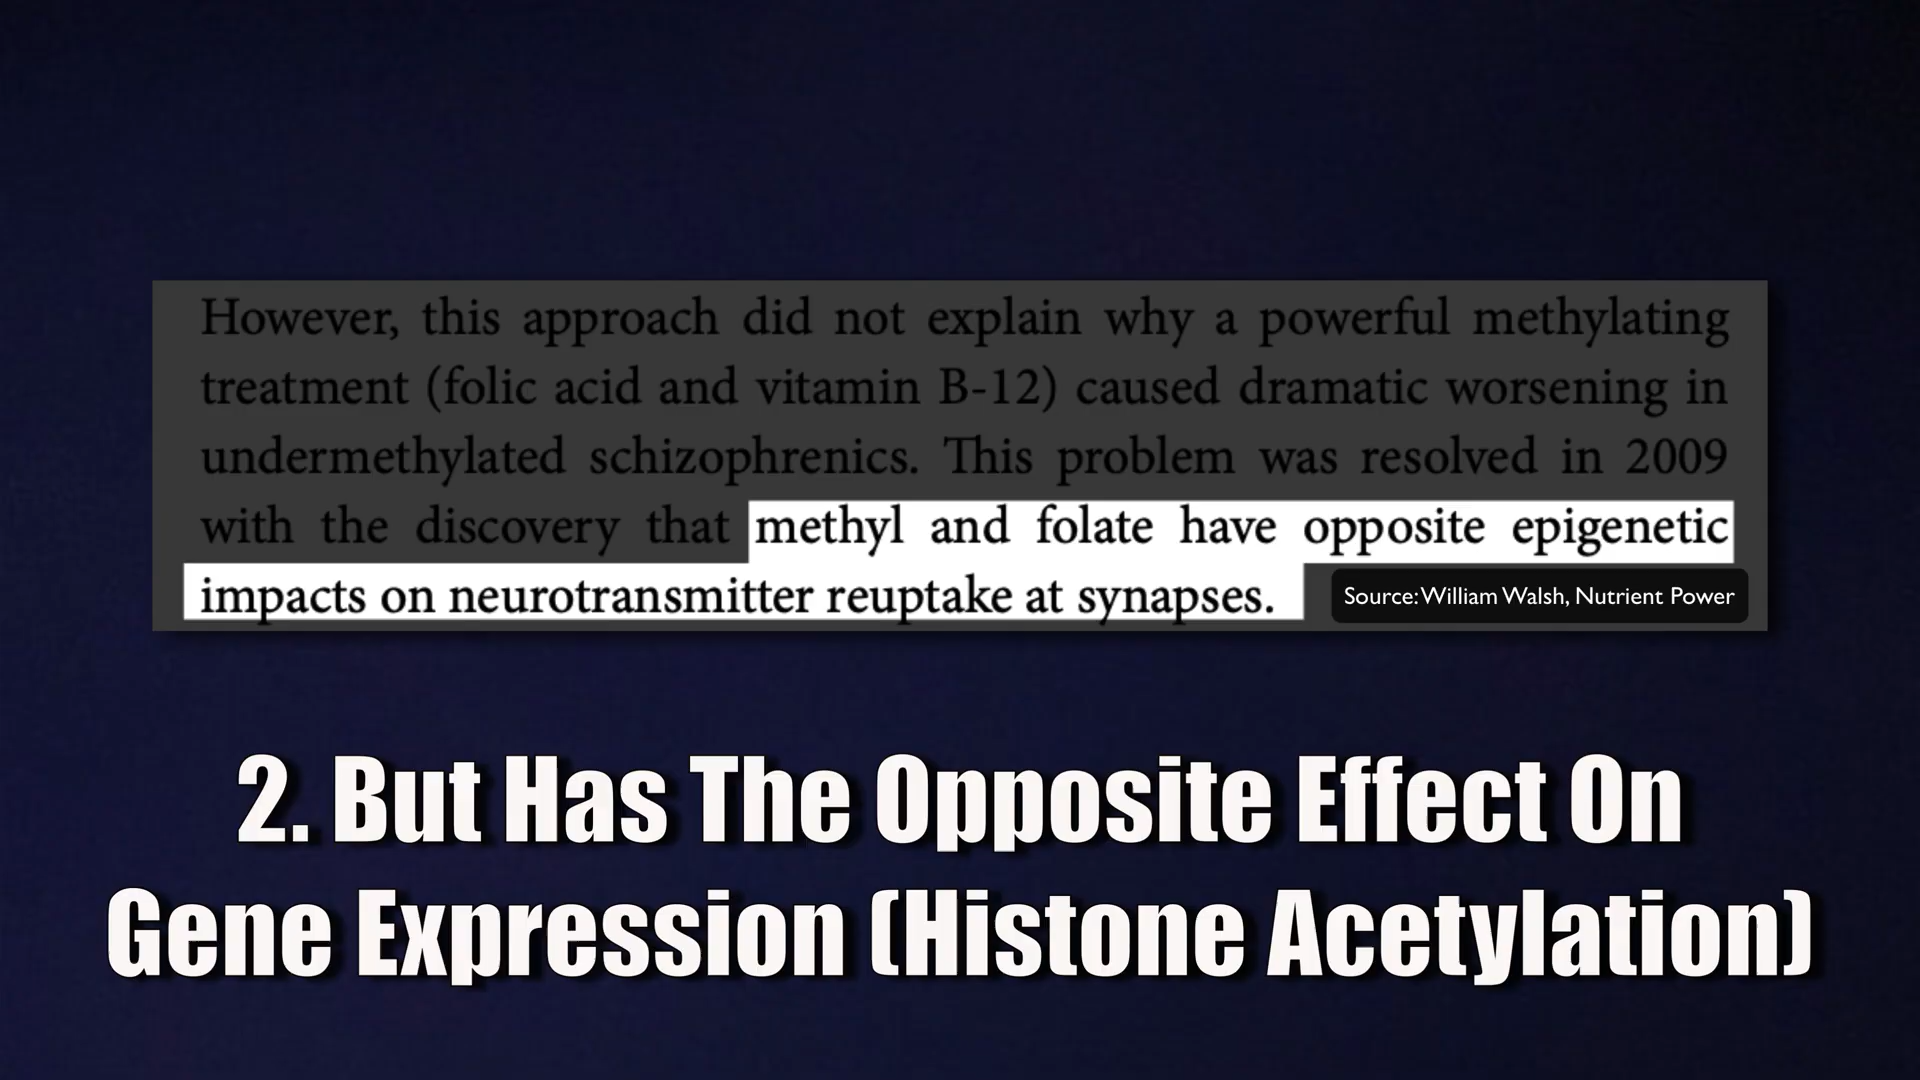 However, this approach did not explain why a powerful methylating
treatment (folic acid and vitamin B-12) caused dramatic worsening in
undermethylated schizophrenics. This problem was resolved in 2009
with the discovery that methyl and folate have opposite epigenetic
impacts on neurotransmitter reuptake at synapses.
Source: William Walsh, Nutrient Power
2. But Has The Opposite Effect On
Gene Expression (Histone Acetylation)